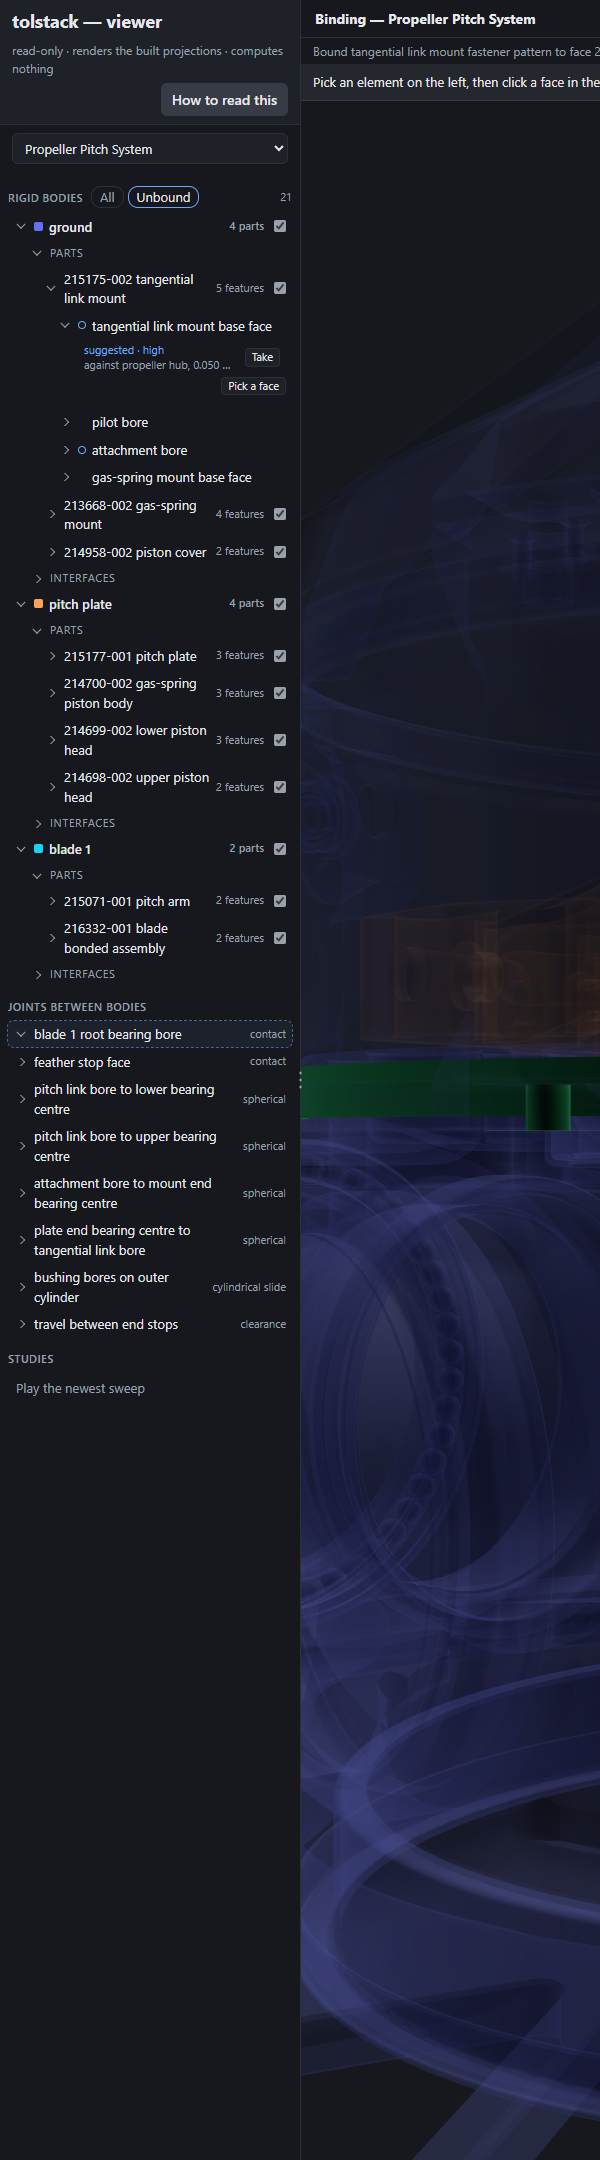 tolstack — viewer
read-only · renders the built projections · computes
nothing
How to read this
Propeller Pitch System
RIGID BODIES All Unbound 21
ground 4 parts
PARTS
215175-002 tangential
link mount
5 features
tangential link mount base face
suggested · high
against propeller hub, 0.050 ...
Take
Pick a face
pilot bore
attachment bore
gas-spring mount base face
213668-002 gas-spring
mount
4 features
214958-002 piston cover 2 features
INTERFACES
pitch plate 4 parts
PARTS
215177-001 pitch plate 3 features
214700-002 gas-spring
piston body
3 features
214699-002 lower piston
head
3 features
214698-002 upper piston
head
2 features
INTERFACES
blade 1 2 parts
PARTS
215071-001 pitch arm 2 features
216332-001 blade
bonded assembly
2 features
INTERFACES
JOINTS BETWEEN BODIES
blade 1 root bearing bore contact
feather stop face contact
pitch link bore to lower bearing
centre
spherical
pitch link bore to upper bearing
centre
spherical
attachment bore to mount end
bearing centre
spherical
plate end bearing centre to
tangential link bore
spherical
bushing bores on outer
cylinder
cylindrical slide
travel between end stops clearance
STUDIES
Play the newest sweep
Binding — Propeller Pitch System
Bound tangential link mount fastener pattern to face 2
Pick an element on the left, then click a face in the